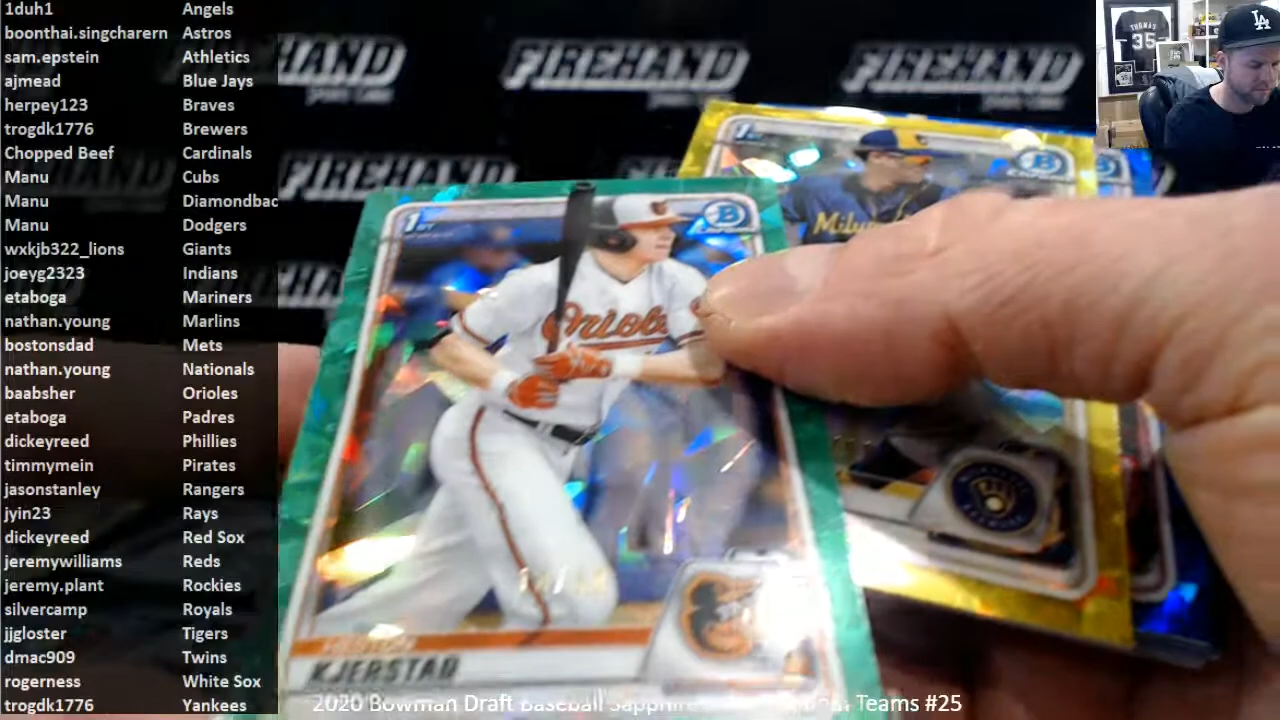 1duh1 Angels
boonthai.singcharern Astros
sam.epstein Athletics
ajmead Blue Jays
herpey123 Braves
trogdk1776 Brewers
Chopped Beef Cardinals
Manu Cubs
Manu Diamondbac
Manu Dodgers
wxkjb322_lions Giants
joeyg2323 Indians
etaboga Mariners
nathan.young Marlins
bostonsdad Mets
nathan.young Nationals
baabsher Orioles
etaboga Padres
dickeyreed Phillies
timmymein Pirates
jasonstanley Rangers
jyin23 Rays
dickeyreed Red Sox
jeremywilliams Reds
jeremy.plant Rockies
silvercamp Royals
jjgloster Tigers
dmac909 Twins
rogerness White Sox
trogdk1776 Yankees
FIREHAND FIREHAND FIREHAND
FIREHAND
THOMAS
35
LA
1ST
B
1ST
B
Milw
Orioles
KJERSTAD
2020 Bowman Draft Baseball Sapphire Teams #25